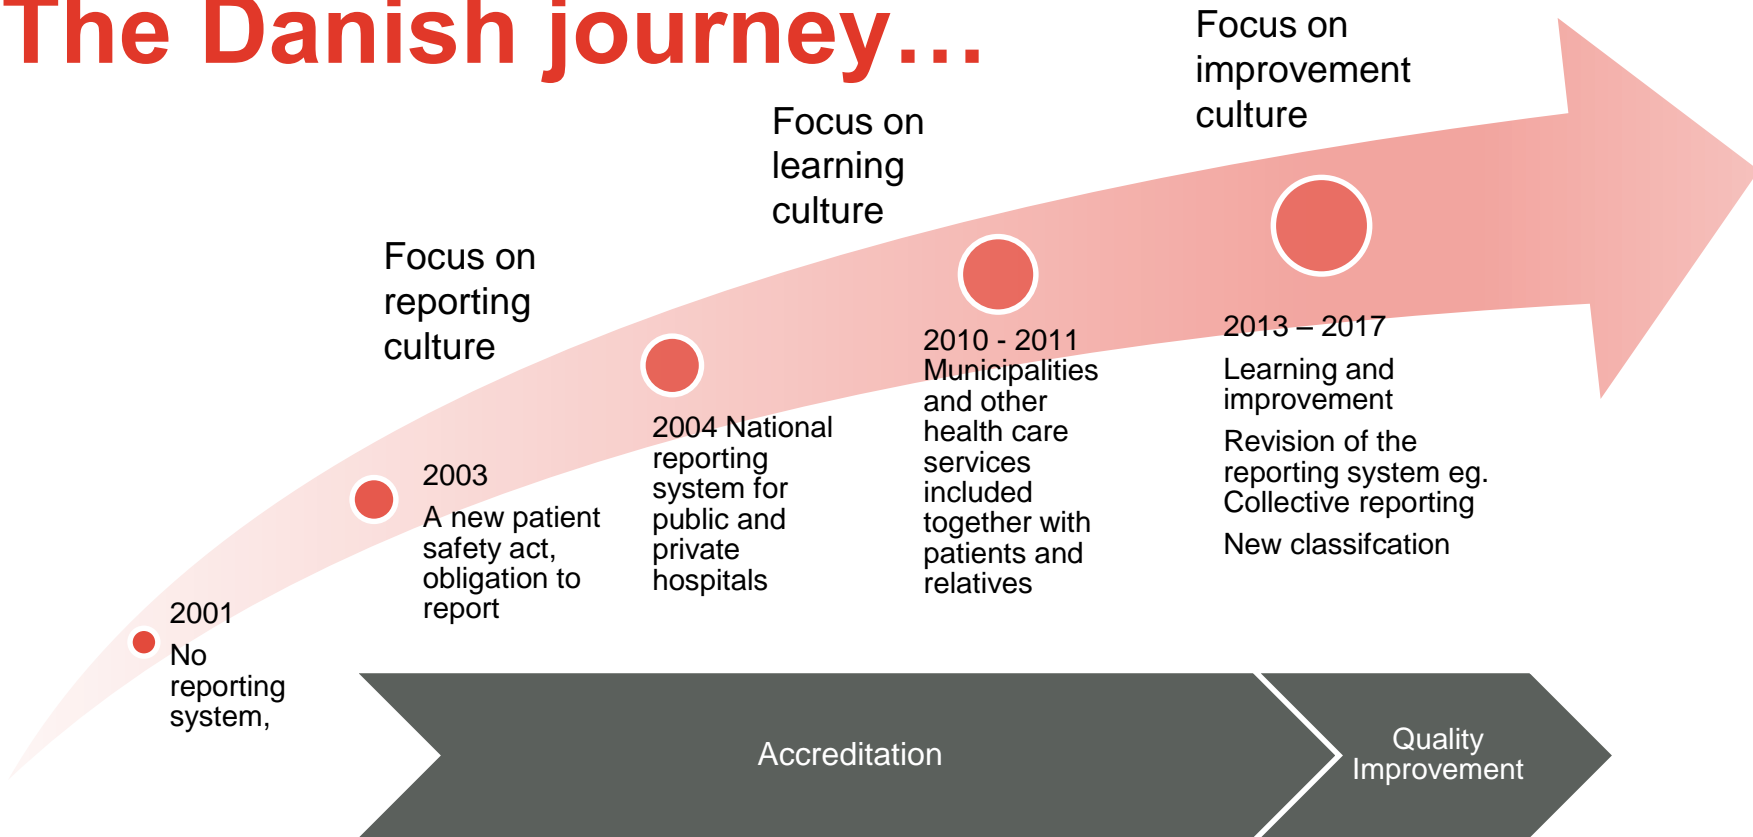 The Danish journey…
Focus on
improvement
culture
Focus on
learning
culture
Focus on
reporting
culture
2001
No
reporting
system,
2003
A new patient
safety act,
obligation to
report
2004 National
reporting
system for
public and
private
hospitals
2010 - 2011
Municipalities
and other
health care
services
included
together with
patients and
relatives
2013 – 2017
Learning and
improvement
Revision of the
reporting system eg.
Collective reporting
New classifcation
Accreditation
Quality
Improvement